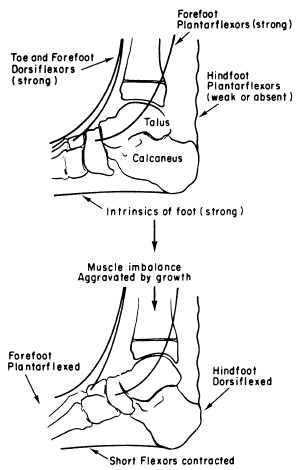 Forefoot
Plantarflexors (strong)
Toe and Forefoot
Dorsiflexors
(strong)
Hindfoot
Plantarflexors
(weak or absent)
Talus
Calcaneus
Intrinsics of foot (strong)
Muscle imbalance
Aggravated by growth
Forefoot
Plantarflexed
Hindfoot
Dorsiflexed
Short Flexors contracted